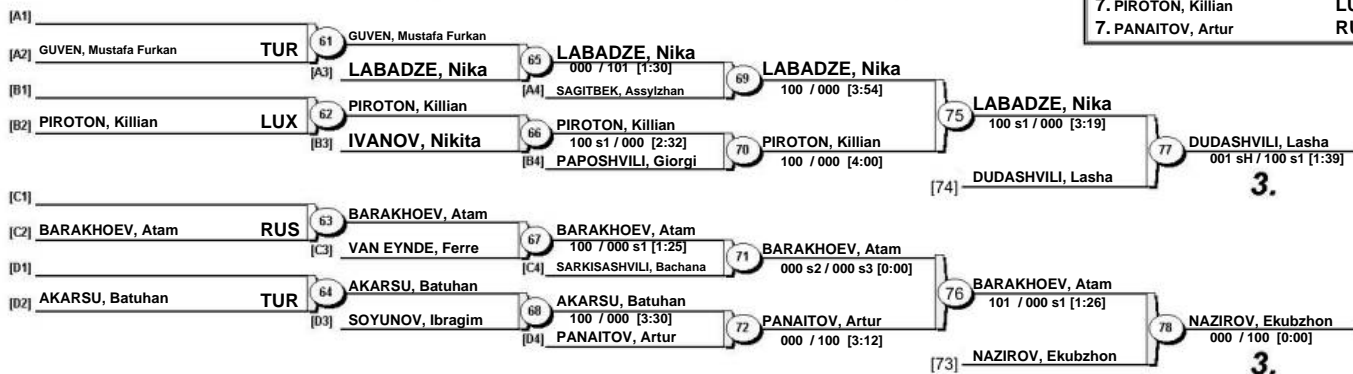 7. PIROTON, Killian LU
7. PANAITOV, Artur RU
[A1]
[A2] GUVEN, Mustafa Furkan TUR
61 GUVEN, Mustafa Furkan
[A3] LABADZE, Nika
65 LABADZE, Nika
000 / 101 [1:30]
[A4] SAGITBEK, Assylzhan
69 LABADZE, Nika
100 / 000 [3:54]
[B1]
[B2] PIROTON, Killian LUX
62 PIROTON, Killian
[B3] IVANOV, Nikita
66 PIROTON, Killian
100 s1 / 000 [2:32]
[B4] PAPOSHVILI, Giorgi
70 PIROTON, Killian
100 / 000 [4:00]
75 LABADZE, Nika
100 s1 / 000 [3:19]
[74] DUDASHVILI, Lasha
77 DUDASHVILI, Lasha
001 sH / 100 s1 [1:39]
3.
[C1]
[C2] BARAKHOEV, Atam RUS
63 BARAKHOEV, Atam
[C3] VAN EYNDE, Ferre
67 BARAKHOEV, Atam
100 / 000 s1 [1:25]
[C4] SARKISASHVILI, Bachana
71 BARAKHOEV, Atam
000 s2 / 000 s3 [0:00]
[D1]
[D2] AKARSU, Batuhan TUR
64 AKARSU, Batuhan
[D3] SOYUNOV, Ibragim
68 AKARSU, Batuhan
100 / 000 [3:30]
[D4] PANAITOV, Artur
72 PANAITOV, Artur
000 / 100 [3:12]
76 BARAKHOEV, Atam
101 / 000 s1 [1:26]
[73] NAZIROV, Ekubzhon
78 NAZIROV, Ekubzhon
000 / 100 [0:00]
3.